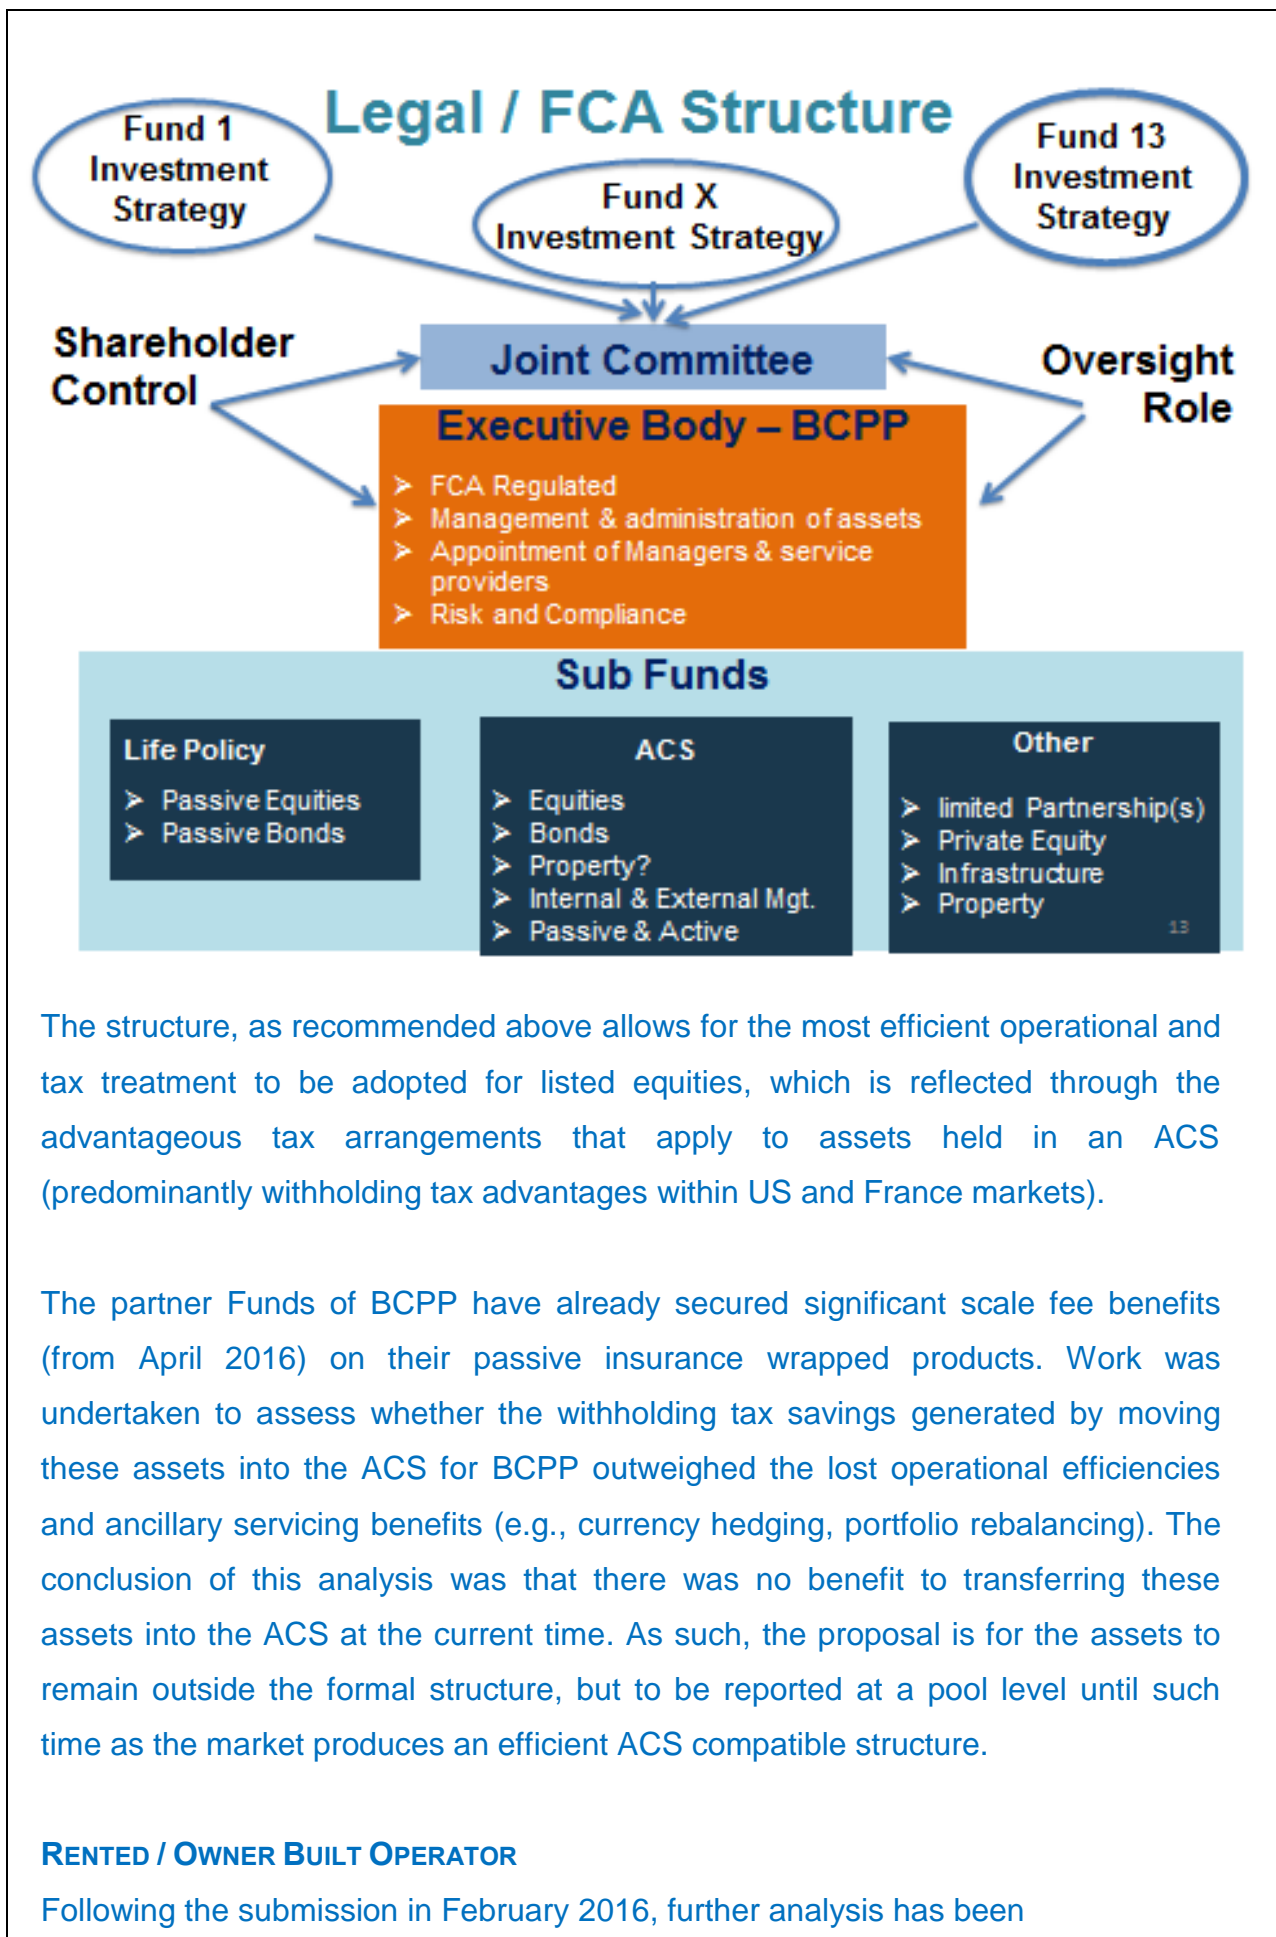 Legal / FCA Structure
Fund 1
Investment
Strategy
Fund X
Investment Strategy
Fund 13
Investment
Strategy
Shareholder
Control
Joint Committee
Oversight
Role
Executive Body – BCPP
➢ FCA Regulated
➢ Management & administration of assets
➢ Appointment of Managers & service
providers
➢ Risk and Compliance
Sub Funds
Life Policy
➢ Passive Equities
➢ Passive Bonds
ACS
➢ Equities
➢ Bonds
➢ Property?
➢ Internal & External Mgt.
➢ Passive & Active
Other
➢ limited Partnership(s)
➢ Private Equity
➢ Infrastructure
➢ Property
13
The structure, as recommended above allows for the most efficient operational and
tax treatment to be adopted for listed equities, which is reflected through the
advantageous tax arrangements that apply to assets held in an ACS
(predominantly withholding tax advantages within US and France markets).
The partner Funds of BCPP have already secured significant scale fee benefits
(from April 2016) on their passive insurance wrapped products. Work was
undertaken to assess whether the withholding tax savings generated by moving
these assets into the ACS for BCPP outweighed the lost operational efficiencies
and ancillary servicing benefits (e.g., currency hedging, portfolio rebalancing). The
conclusion of this analysis was that there was no benefit to transferring these
assets into the ACS at the current time. As such, the proposal is for the assets to
remain outside the formal structure, but to be reported at a pool level until such
time as the market produces an efficient ACS compatible structure.
RENTED / OWNER BUILT OPERATOR
Following the submission in February 2016, further analysis has been